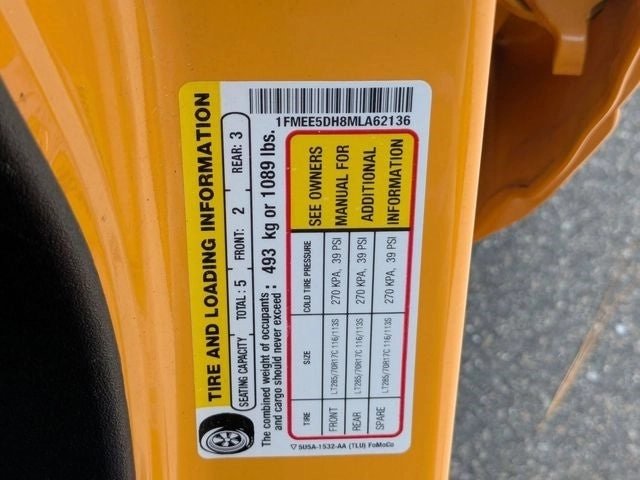 1FMEE5DH8MLA62136
TIRE AND LOADING INFORMATION
SEATING CAPACITY TOTAL: 5 FRONT: 2 REAR: 3
The combined weight of occupants
and cargo should never exceed : 493 kg or 1089 lbs.
TIRE SIZE COLD TIRE PRESSURE SEE OWNERS
FRONT LT285/70R17C 116/113S 270 KPA, 39 PSI MANUAL FOR
REAR LT285/70R17C 116/113S 270 KPA, 39 PSI ADDITIONAL
SPARE LT285/70R17C 116/113S 270 KPA, 39 PSI INFORMATION
▽ 5U5A-1532-AA (TLU) FoMoCo